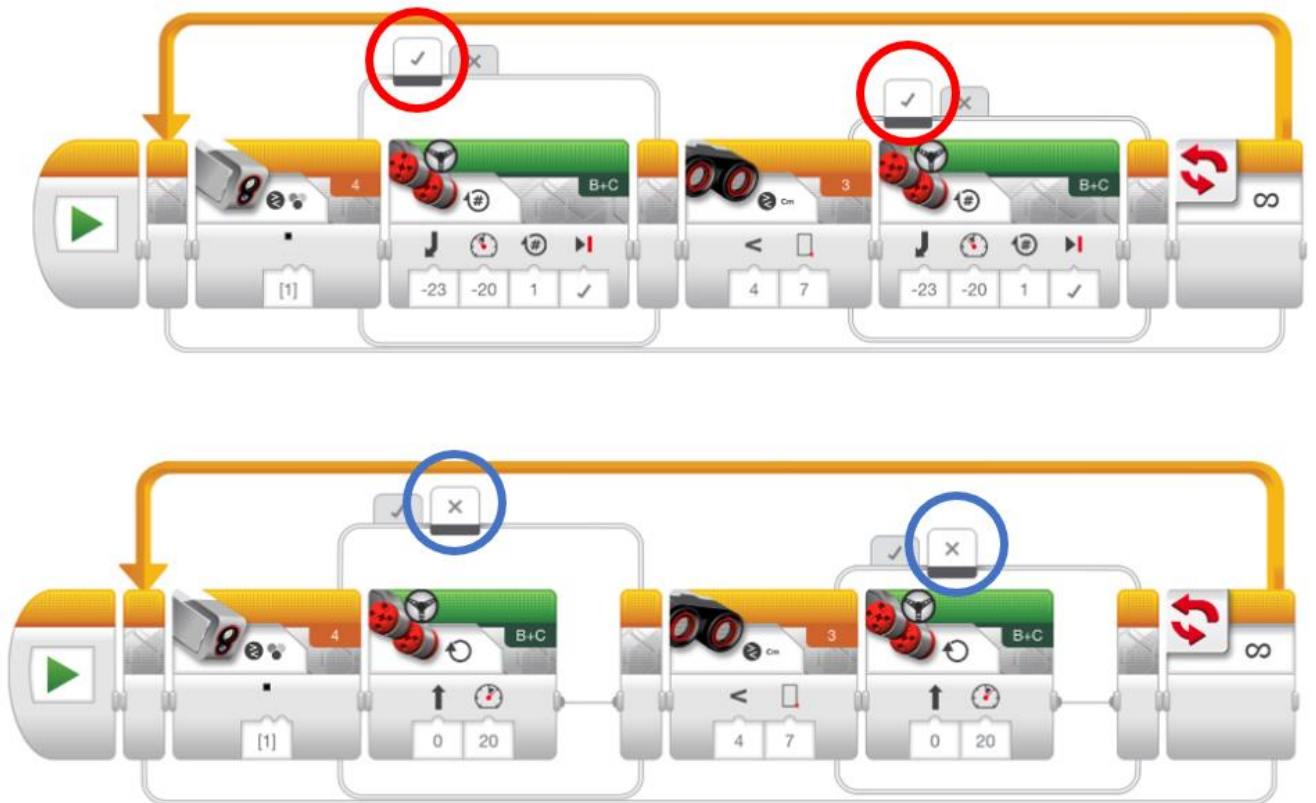 4 B+C 3 B+C
# Cm #
# < #
[1] -23 -20 1 4 7 -23 -20 1
∞
4 B+C 3 B+C
Cm
<
[1] 0 20 4 7 0 20
∞